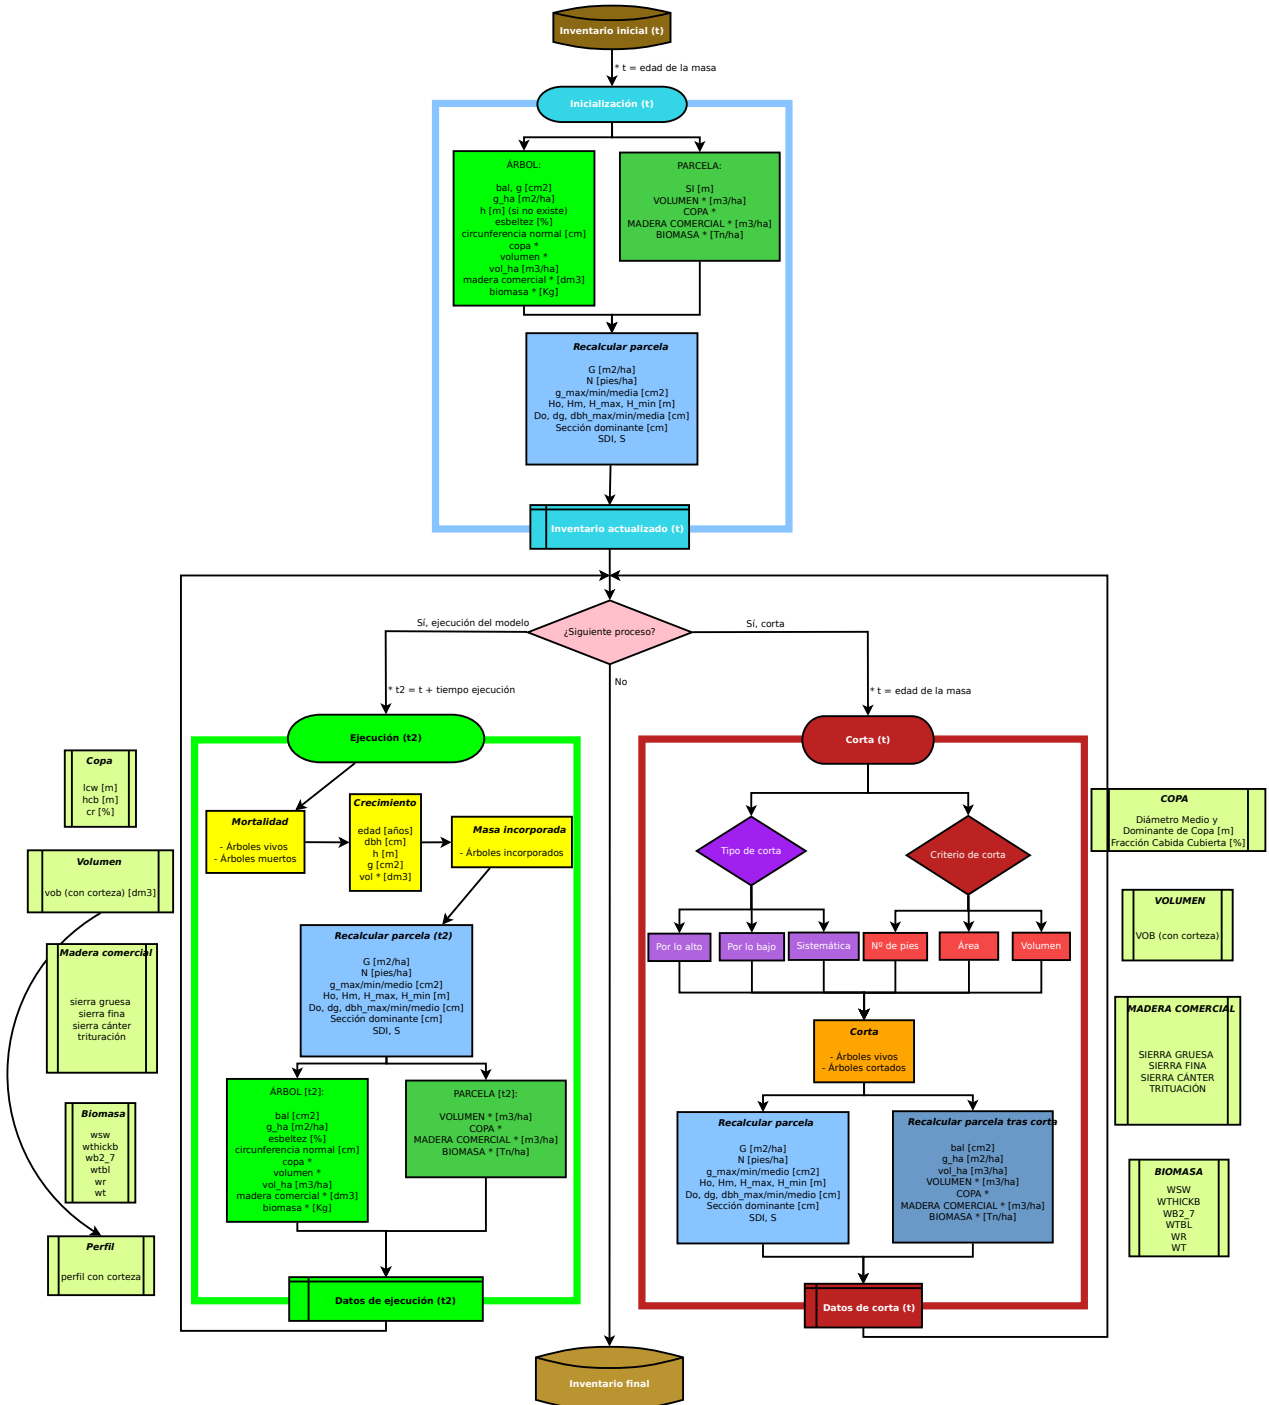 Inventario inicial (t)
* t = edad de la masa
Inicialización (t)
ÁRBOL:
bal, g [cm2]
g_ha [m2/ha]
h [m] (si no existe)
esbeltez [%]
circunferencia normal [cm]
copa *
volumen *
vol_ha [m3/ha]
madera comercial * [dm3]
biomasa * [Kg]
PARCELA:
SI [m]
VOLUMEN * [m3/ha]
COPA *
MADERA COMERCIAL * [m3/ha]
BIOMASA * [Tn/ha]
Recalcular parcela
G [m2/ha]
N [pies/ha]
g_max/min/media [cm2]
Ho, Hm, H_max, H_min [m]
Do, dg, dbh_max/min/media [cm]
Sección dominante [cm]
SDI, S
Inventario actualizado (t)
¿Siguiente proceso?
Sí, ejecución del modelo
Sí, corta
No
* t2 = t + tiempo ejecución
* t = edad de la masa
Ejecución (t2)
Mortalidad
- Árboles vivos
- Árboles muertos
Crecimiento
edad [años]
dbh [cm]
h [m]
g [cm2]
vol * [dm3]
Masa incorporada
- Árboles incorporados
Recalcular parcela (t2)
G [m2/ha]
N [pies/ha]
g_max/min/medio [cm2]
Ho, Hm, H_max, H_min [m]
Do, dg, dbh_max/min/medio [cm]
Sección dominante [cm]
SDI, S
ÁRBOL [t2]:
bal [cm2]
g_ha [m2/ha]
esbeltez [%]
circunferencia normal [cm]
copa *
volumen *
vol_ha [m3/ha]
madera comercial * [dm3]
biomasa * [Kg]
PARCELA [t2]:
VOLUMEN * [m3/ha]
COPA *
MADERA COMERCIAL * [m3/ha]
BIOMASA * [Tn/ha]
Datos de ejecución (t2)
Corta (t)
Tipo de corta
Criterio de corta
Por lo alto
Por lo bajo
Sistemática
Nº de pies
Área
Volumen
Corta
- Árboles vivos
- Árboles cortados
Recalcular parcela
G [m2/ha]
N [pies/ha]
g_max/min/medio [cm2]
Ho, Hm, H_max, H_min [m]
Do, dg, dbh_max/min/medio [cm]
Sección dominante [cm]
SDI, S
Recalcular parcela tras corta
bal [cm2]
g_ha [m2/ha]
vol_ha [m3/ha]
VOLUMEN * [m3/ha]
COPA *
MADERA COMERCIAL * [m3/ha]
BIOMASA * [Tn/ha]
Datos de corta (t)
Inventario final
Copa
lcw [m]
hcb [m]
cr [%]
Volumen
vob (con corteza) [dm3]
Madera comercial
sierra gruesa
sierra fina
sierra cánter
trituración
Biomasa
wsw
wthickb
wb2_7
wtbl
wr
wt
Perfil
perfil con corteza
COPA
Diámetro Medio y
Dominante de Copa [m]
Fracción Cabida Cubierta [%]
VOLUMEN
VOB (con corteza)
MADERA COMERCIAL
SIERRA GRUESA
SIERRA FINA
SIERRA CÁNTER
TRITUACIÓN
BIOMASA
WSW
WTHICKB
WB2_7
WTBL
WR
WT